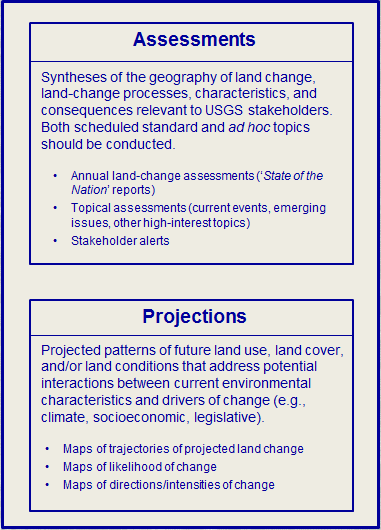 Assessments
Syntheses of the geography of land change,
land-change processes, characteristics, and
consequences relevant to USGS stakeholders.
Both scheduled standard and ad hoc topics
should be conducted.
• Annual land-change assessments (‘State of the
Nation’ reports)
• Topical assessments (current events, emerging
issues, other high-interest topics)
• Stakeholder alerts
Projections
Projected patterns of future land use, land cover,
and/or land conditions that address potential
interactions between current environmental
characteristics and drivers of change (e.g.,
climate, socioeconomic, legislative).
• Maps of trajectories of projected land change
• Maps of likelihood of change
• Maps of directions/intensities of change